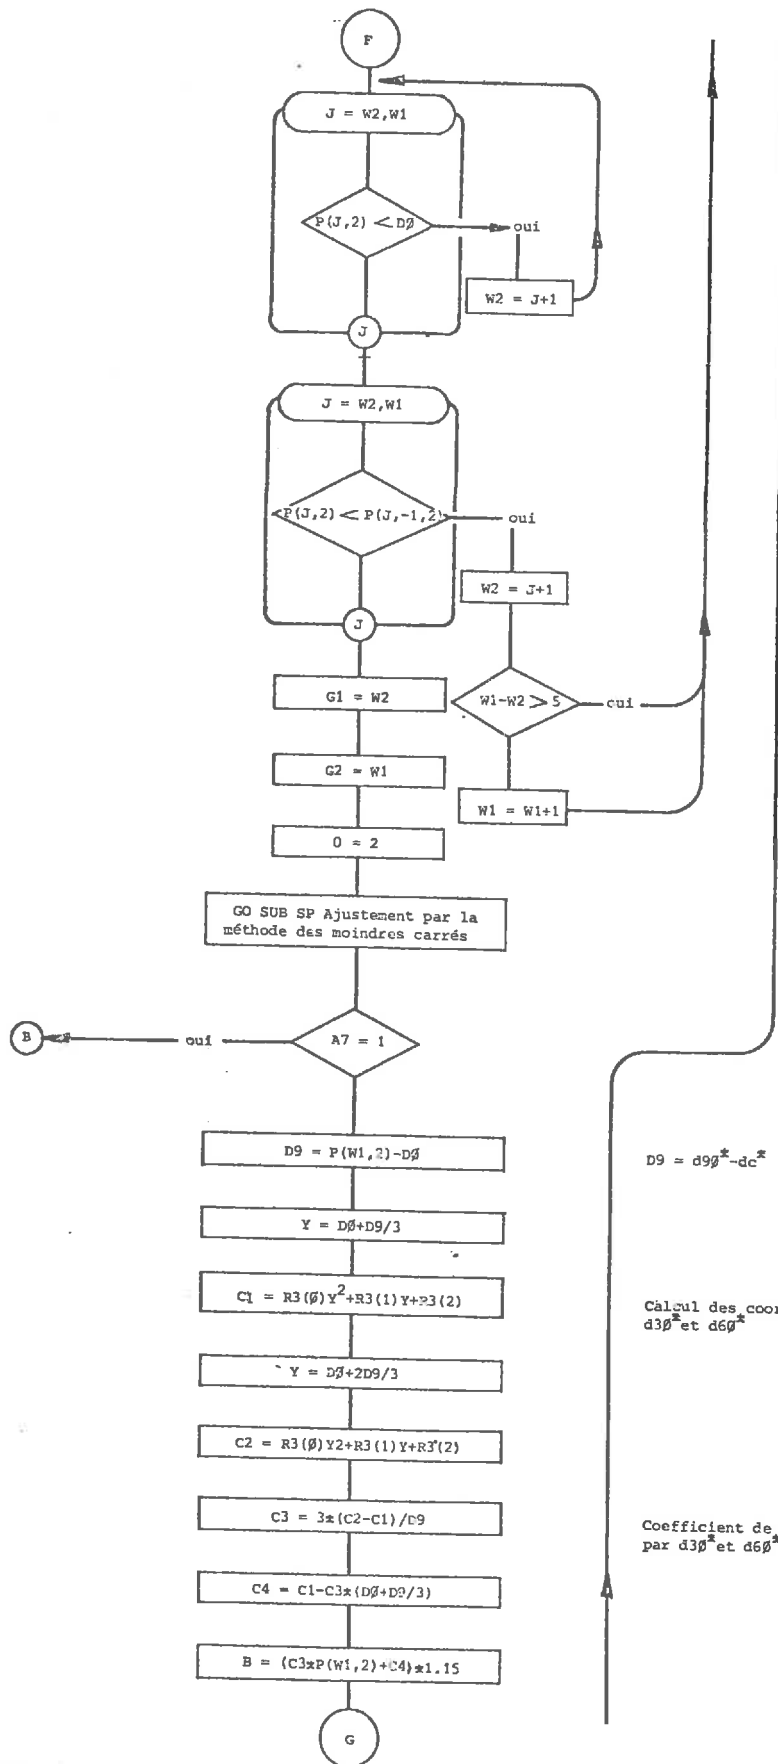 F
J = W2,W1
P(J,2) < DØ
oui
W2 = J+1
J
J = W2,W1
P(J,2) < P(J,-1,2)
oui
W2 = J+1
J
G1 = W2
W1-W2 > 5
oui
G2 = W1
W1 = W1+1
O = 2
GO SUB SP Ajustement par la
méthode des moindres carrés
B
oui
A7 = 1
D9 = P(W1,2)-DØ
D9 = d9Ø*-dc*
Y = DØ+D9/3
C1 = R3(Ø)Y²+R3(1)Y+R3(2)
Calcul des coor
d3Ø* et d6Ø*
Y = DØ+2D9/3
C2 = R3(Ø)Y2+R3(1)Y+R3(2)
C3 = 3*(C2-C1)/D9
Coefficient de
par d3Ø* et d6Ø*
C4 = C1-C3*(DØ+D9/3)
B = (C3*P(W1,2)+C4)*1.15
G